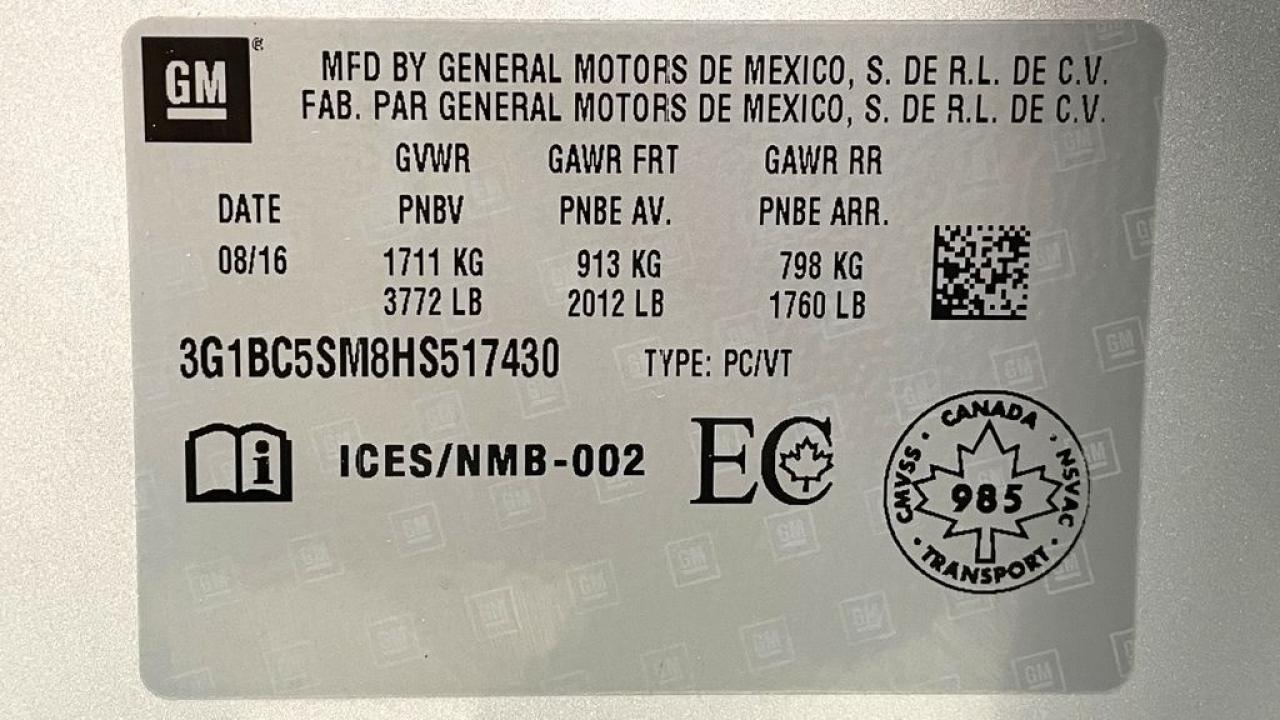 GM®
MFD BY GENERAL MOTORS DE MEXICO, S. DE R.L. DE C.V.
FAB. PAR GENERAL MOTORS DE MEXICO, S. DE R.L. DE C.V.
GVWR GAWR FRT GAWR RR
DATE PNBV PNBE AV. PNBE ARR.
08/16 1711 KG 913 KG 798 KG
3772 LB 2012 LB 1760 LB
3G1BC5SM8HS517430 TYPE: PC/VT
i ICES/NMB-002 EC
CANADA
CMVSS · 985 · NSVAC
· TRANSPORT ·